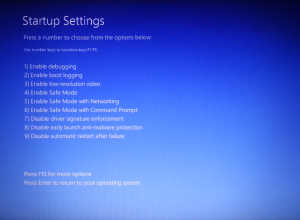 Startup Settings
Press a number to choose from the options below:
Use number keys or functions keys F1-F9.
1) Enable debugging
2) Enable boot logging
3) Enable low-resolution video
4) Enable Safe Mode
5) Enable Safe Mode with Networking
6) Enable Safe Mode with Command Prompt
7) Disable driver signature enforcement
8) Disable early launch anti-malware protection
9) Disable automatic restart after failure
Press F10 for more options
Press Enter to return to your operating system